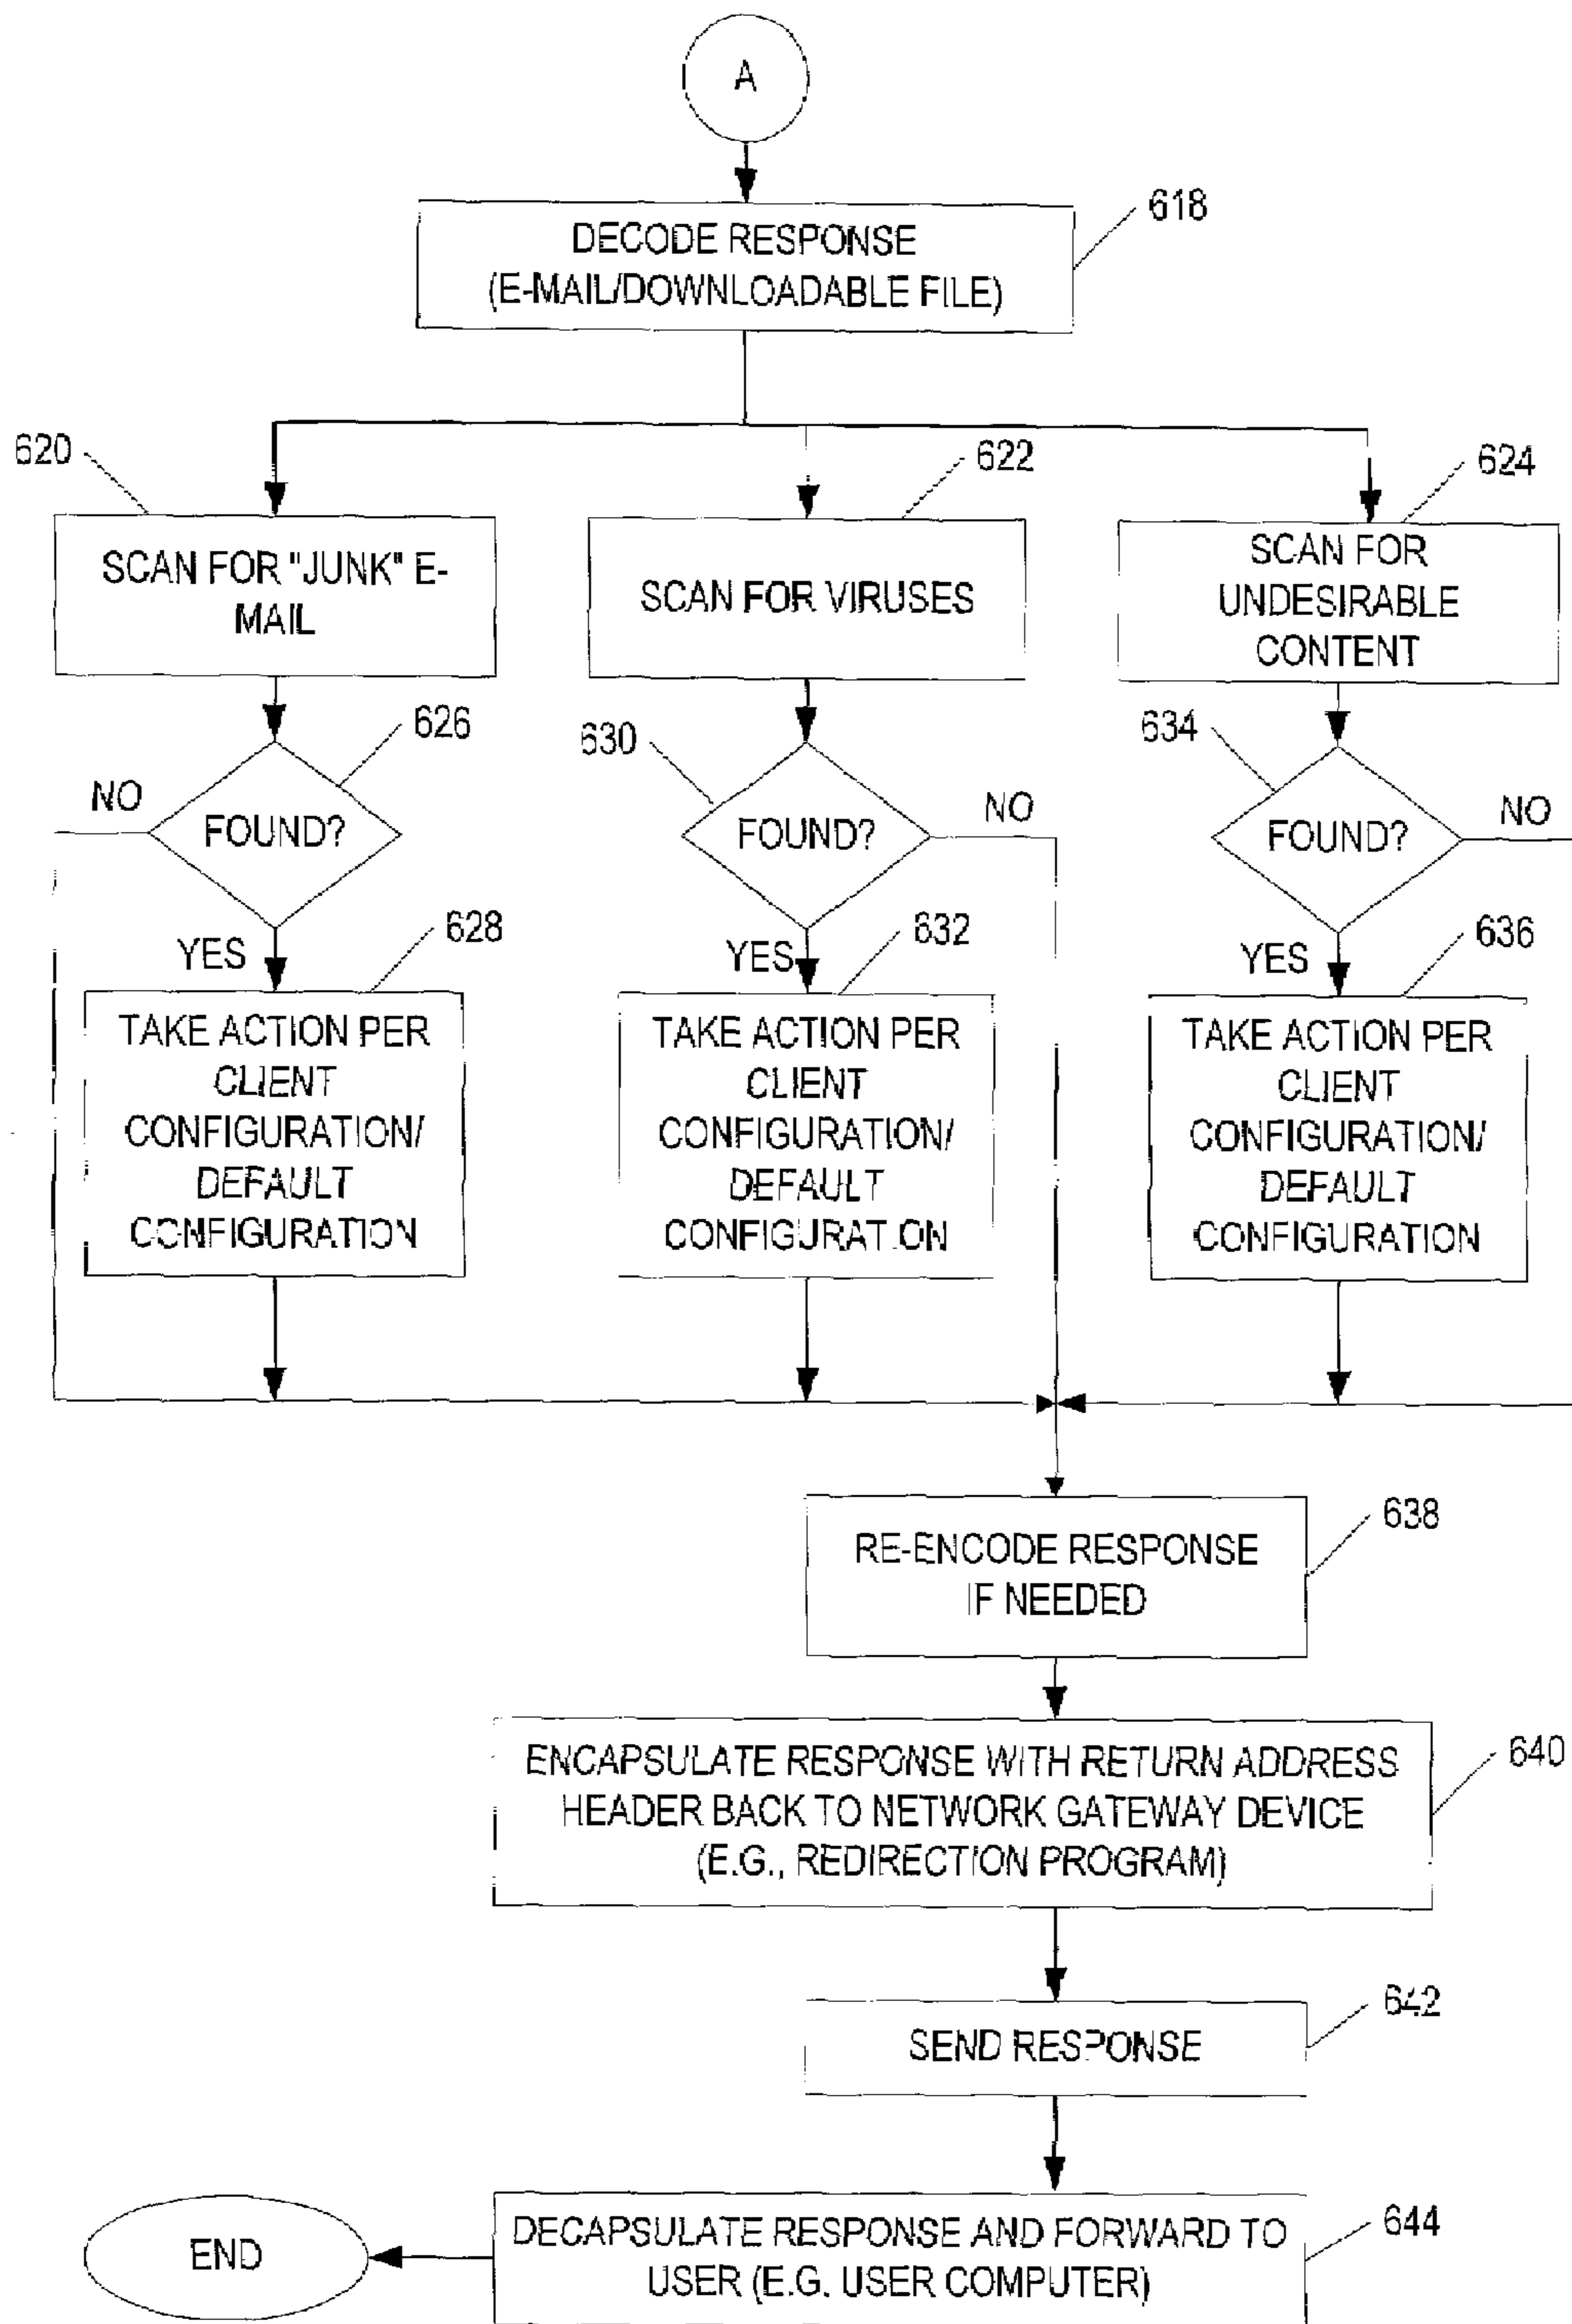 A
618
DECODE RESPONSE
(E-MAIL/DOWNLOADABLE FILE)
620
622
624
SCAN FOR "JUNK" E-
MAIL
SCAN FOR VIRUSES
SCAN FOR
UNDESIRABLE
CONTENT
626
630
634
NO
FOUND?
FOUND?
NO
FOUND?
NO
YES
628
YES
632
YES
636
TAKE ACTION PER
CLIENT
CONFIGURATION/
DEFAULT
CONFIGURATION
TAKE ACTION PER
CLIENT
CONFIGURATION/
DEFAULT
CONFIGURATION
TAKE ACTION PER
CLIENT
CONFIGURATION/
DEFAULT
CONFIGURATION
638
RE-ENCODE RESPONSE
IF NEEDED
640
ENCAPSULATE RESPONSE WITH RETURN ADDRESS
HEADER BACK TO NETWORK GATEWAY DEVICE
(E.G., REDIRECTION PROGRAM)
642
SEND RESPONSE
644
DECAPSULATE RESPONSE AND FORWARD TO
USER (E.G. USER COMPUTER)
END